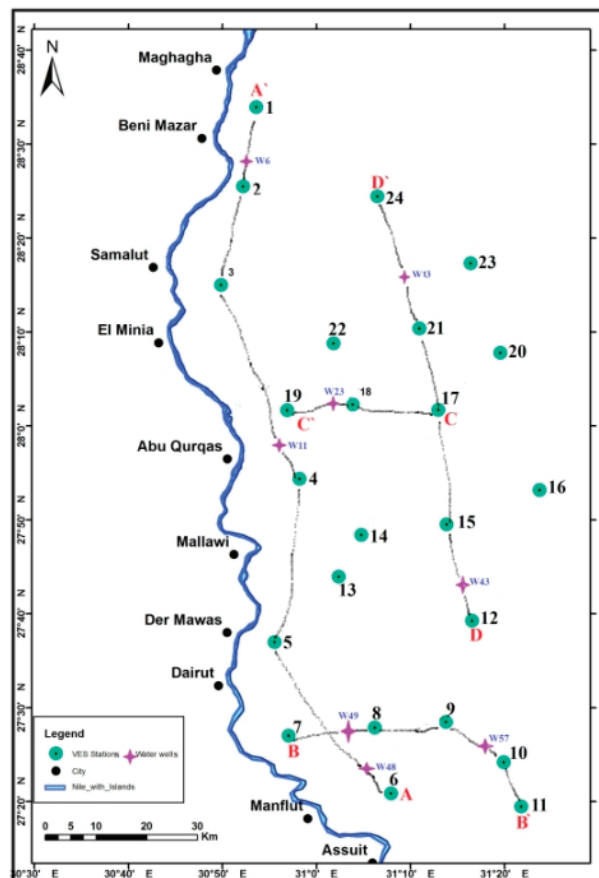 28°40' N
28°30' N
28°20' N
28°10' N
28°0' N
27°50' N
27°40' N
27°30' N
27°20' N
N
Maghagha
A`
1
Beni Mazar
W6
2
D`
24
Samalut
3
W13
23
El Minia
22
21
20
W23
18
19
17
C`
C
Abu Qurqas
W11
4
16
Mallawi
14
15
13
W43
Der Mawas
12
D
5
Dairut
9
W49
8
7
B
W57
10
W48
6
A
11
B`
Legend
VES Stations
Water wells
City
Nile_with_Islands
0 5 10 20 30
Km
Manflut
Assuit
30°30' E
30°40' E
30°50' E
31°0' E
31°10' E
31°20' E